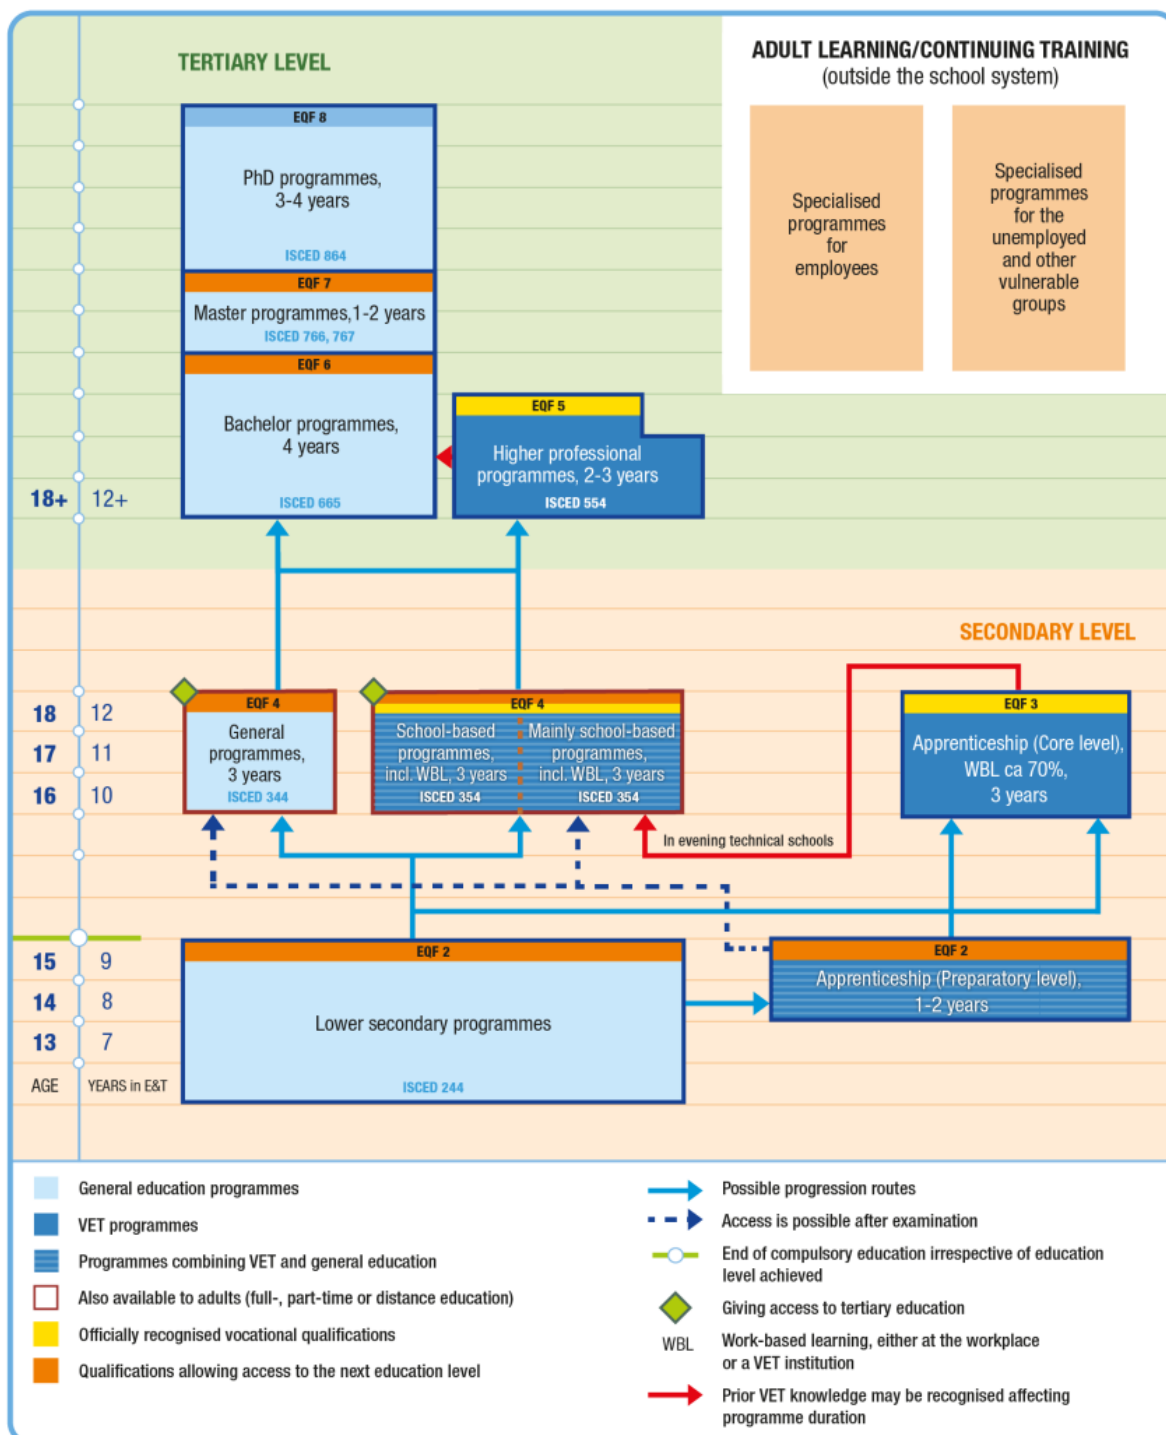 TERTIARY LEVEL
ADULT LEARNING/CONTINUING TRAINING
(outside the school system)
Specialised
programmes
for
employees
Specialised
programmes
for the
unemployed
and other
vulnerable
groups
EQF 8
PhD programmes,
3-4 years
ISCED 864
EQF 7
Master programmes,1-2 years
ISCED 766, 767
EQF 6
Bachelor programmes,
4 years
ISCED 665
EQF 5
Higher professional
programmes, 2-3 years
ISCED 554
18+ 12+
SECONDARY LEVEL
EQF 4
General
programmes,
3 years
ISCED 344
EQF 4
School-based
programmes,
incl. WBL, 3 years
ISCED 354
Mainly school-based
programmes,
incl. WBL, 3 years
ISCED 354
EQF 3
Apprenticeship (Core level),
WBL ca 70%,
3 years
18 12
17 11
16 10
In evening technical schools
EQF 2
Lower secondary programmes
ISCED 244
EQF 2
Apprenticeship (Preparatory level),
1-2 years
15 9
14 8
13 7
AGE YEARS in E&T
General education programmes
VET programmes
Programmes combining VET and general education
Also available to adults (full-, part-time or distance education)
Officially recognised vocational qualifications
Qualifications allowing access to the next education level
Possible progression routes
Access is possible after examination
End of compulsory education irrespective of education
level achieved
Giving access to tertiary education
WBL Work-based learning, either at the workplace
or a VET institution
Prior VET knowledge may be recognised affecting
programme duration